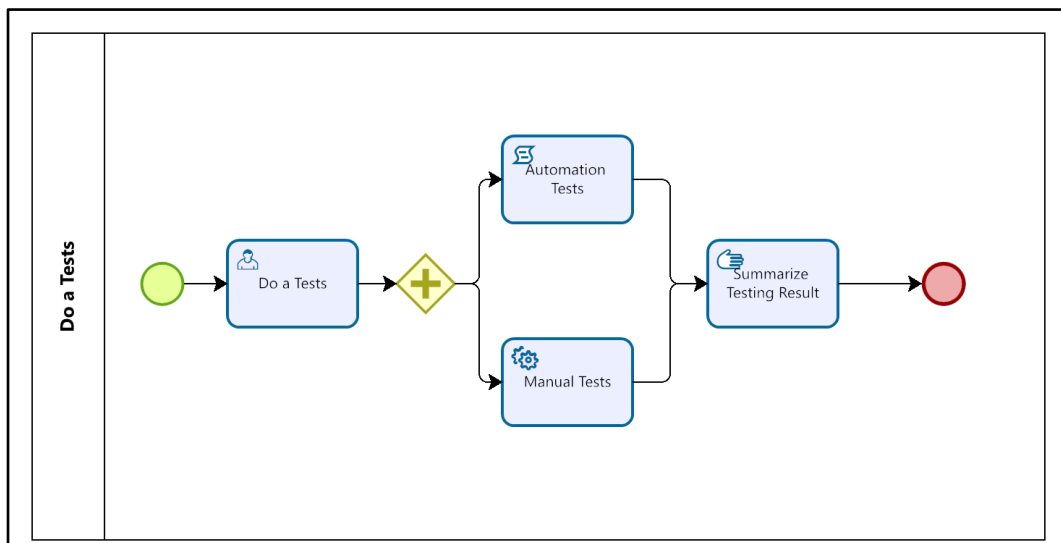 Do a Tests
Do a Tests
Automation
Tests
Manual Tests
Summarize
Testing Result